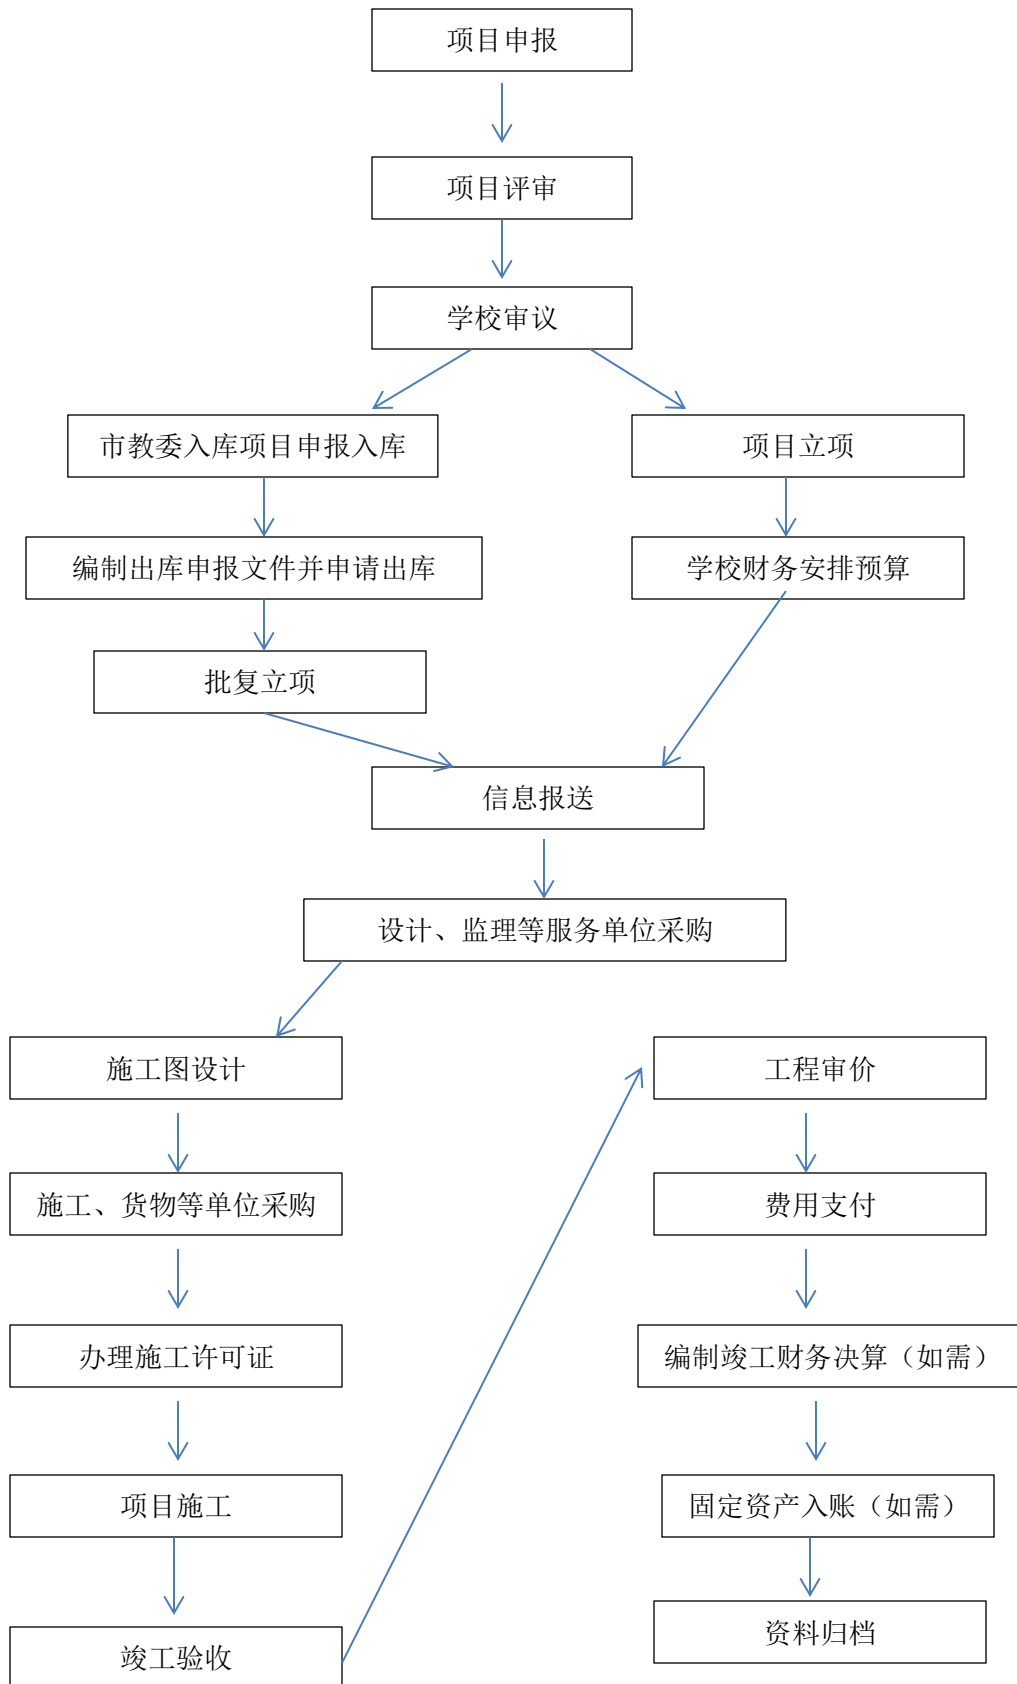 项目申报
项目评审
学校审议
市教委入库项目申报入库
项目立项
编制出库申报文件并申请出库
学校财务安排预算
批复立项
信息报送
设计、监理等服务单位采购
施工图设计
施工、货物等单位采购
办理施工许可证
项目施工
竣工验收
工程审价
费用支付
编制竣工财务决算（如需）
固定资产入账（如需）
资料归档